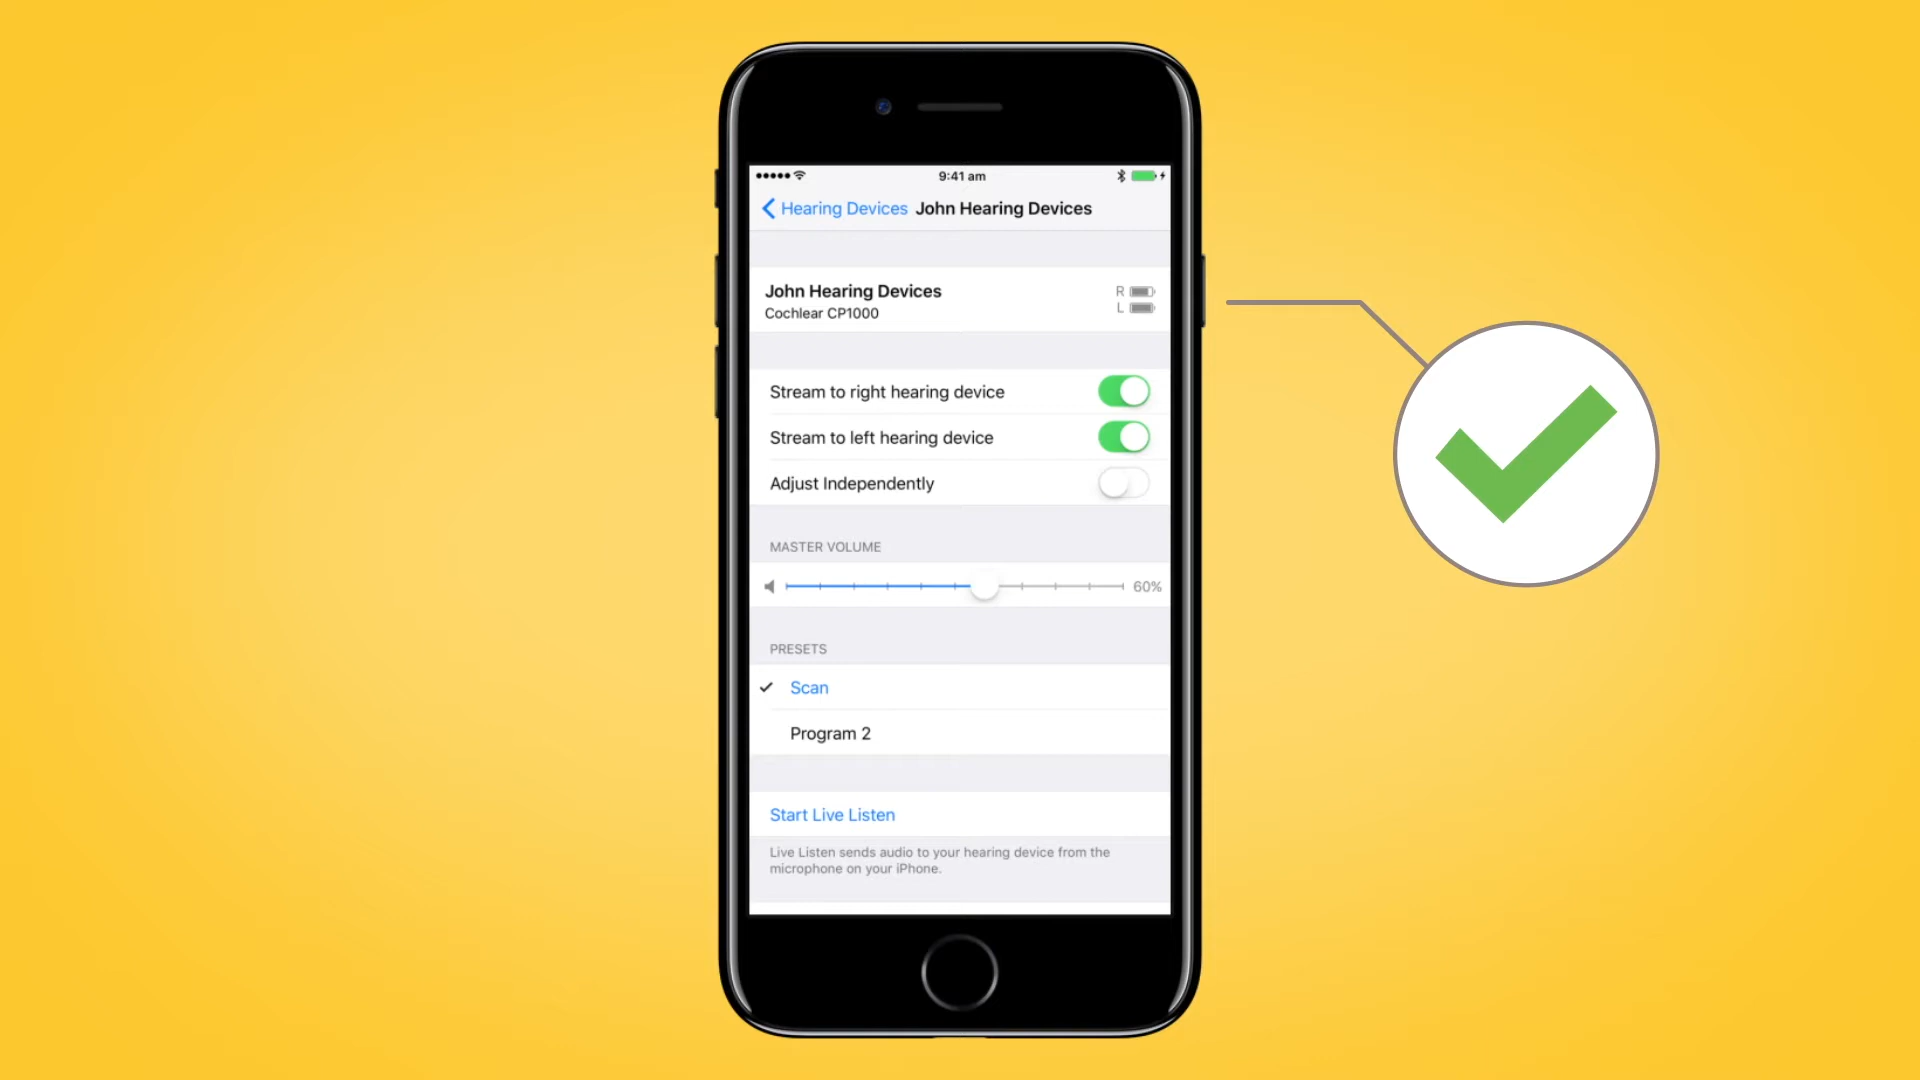 9:41 am
Hearing Devices John Hearing Devices
John Hearing Devices R
Cochlear CP1000 L
Stream to right hearing device
Stream to left hearing device
Adjust Independently
MASTER VOLUME
60%
PRESETS
Scan
Program 2
Start Live Listen
Live Listen sends audio to your hearing device from the
microphone on your iPhone.